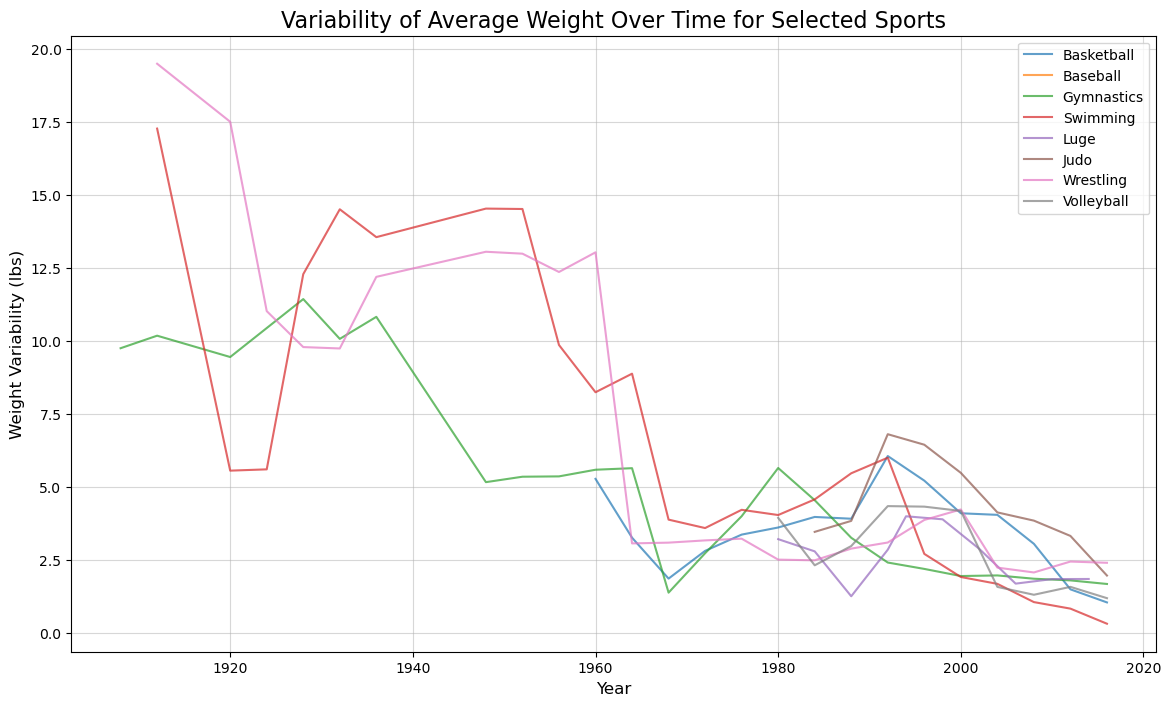 Variability of Average Weight Over Time for Selected Sports
20.0
17.5
15.0
12.5
10.0
7.5
5.0
2.5
0.0
Weight Variability (lbs)
Basketball
Baseball
Gymnastics
Swimming
Luge
Judo
Wrestling
Volleyball
1920
1940
1960
1980
2000
2020
Year